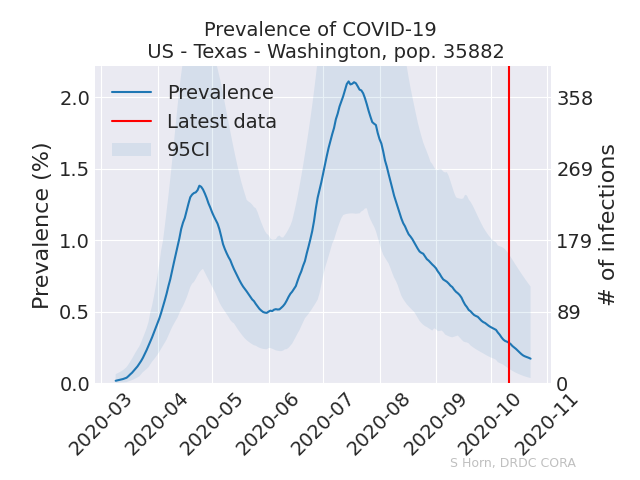 Prevalence of COVID-19
US - Texas - Washington, pop. 35882
Prevalence
Latest data
95CI
Prevalence (%)
2.0
1.5
1.0
0.5
0.0
# of infections
358
269
179
89
0
2020-03
2020-04
2020-05
2020-06
2020-07
2020-08
2020-09
2020-10
2020-11
S Horn, DRDC CORA